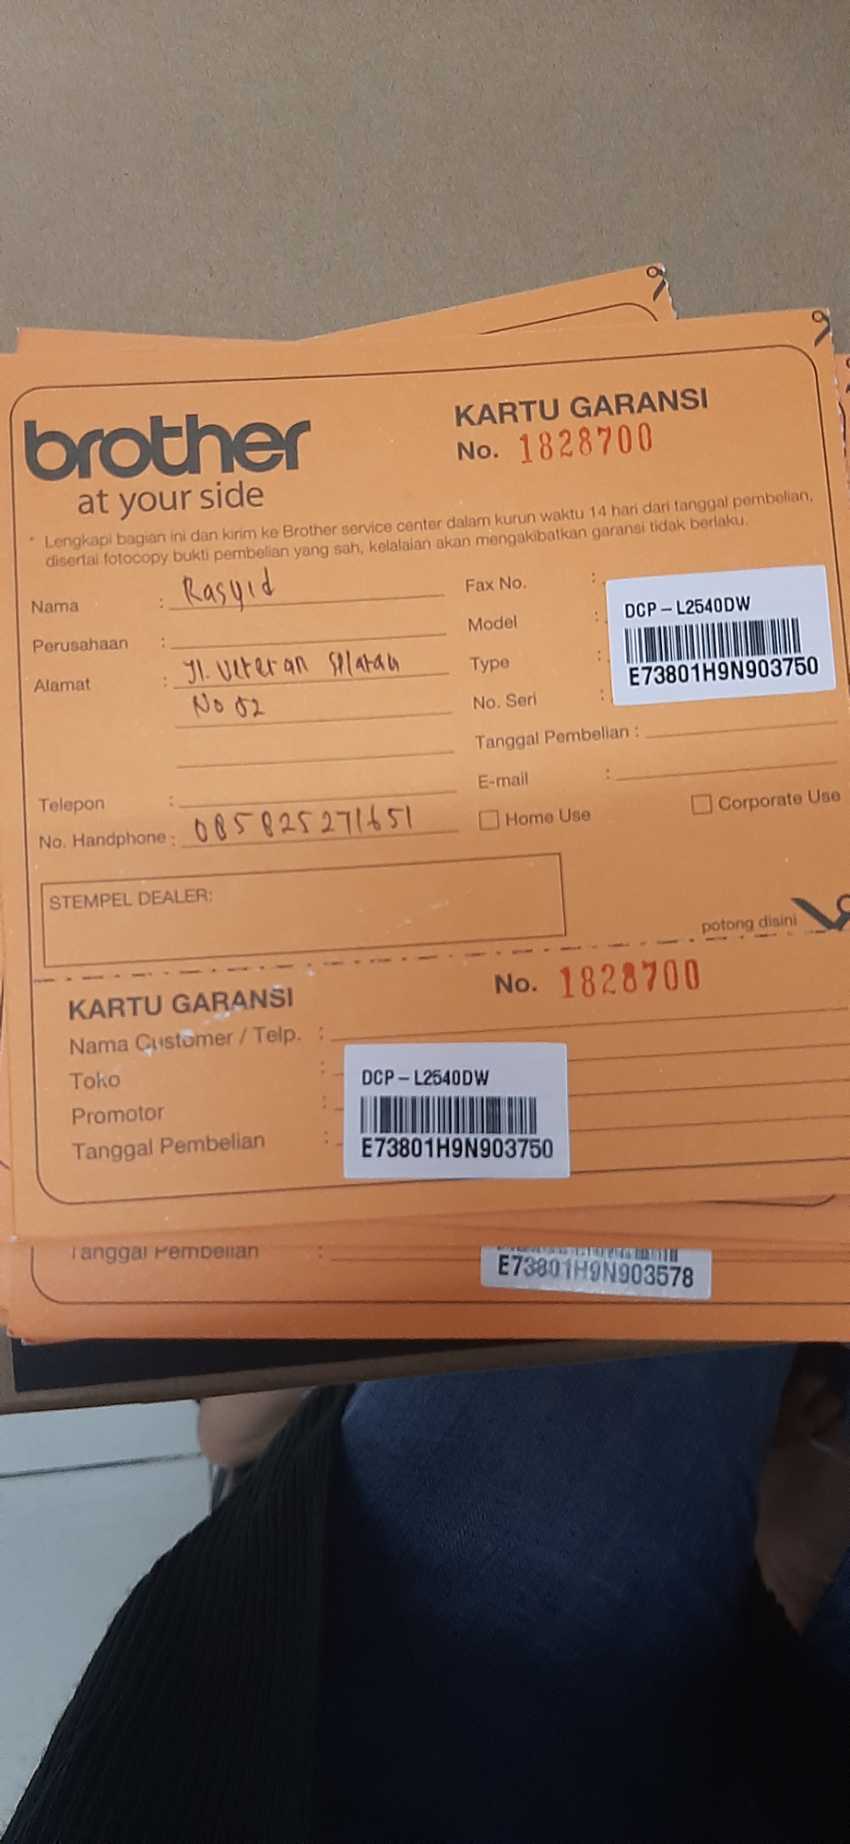 brother
at your side
KARTU GARANSI
No. 1828700
* Lengkapi bagian ini dan kirim ke Brother service center dalam kurun waktu 14 hari dari tanggal pembelian,
disertai fotocopy bukti pembelian yang sah, kelalaian akan mengakibatkan garansi tidak berlaku.
Nama : Rasyid
Perusahaan :
Alamat : Jl. Veteran Selatan
No 52
Telepon :
No. Handphone : 085825271651
Fax No. :
Model :
Type :
No. Seri :
DCP-L2540DW
E73801H9N903750
Tanggal Pembelian :
E-mail :
Home Use
Corporate Use
STEMPEL DEALER:
potong disini
KARTU GARANSI
No. 1828700
Nama Customer / Telp. :
Toko :
Promotor :
Tanggal Pembelian :
DCP-L2540DW
E73801H9N903750
Tanggal Pembelian :
E73801H9N903578